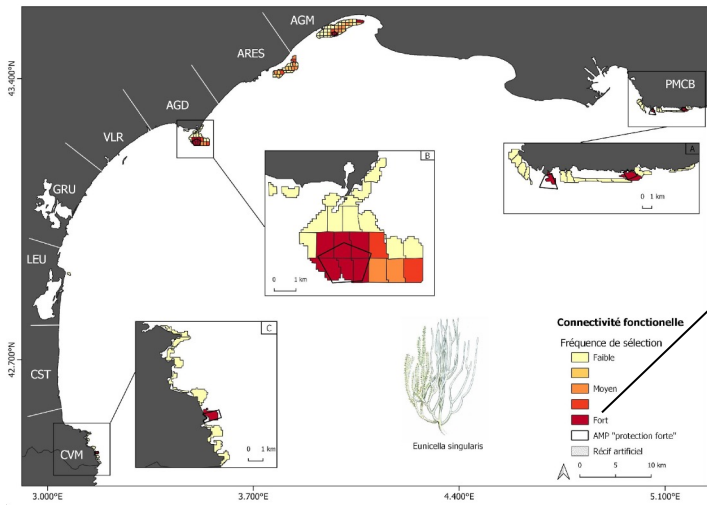 AGM
ARES
AGD
VLR
GRU
LEU
CST
CVM
PMCB
43.400°N
42.700°N
A
0 1 km
B
0 1 km
C
0 1 km
Eunicella singularis
Connectivité fonctionelle
Fréquence de sélection
Faible
Moyen
Fort
AMP "protection forte"
Récif artificiel
0 5 10 km
3.000°E 3.700°E 4.400°E 5.100°E